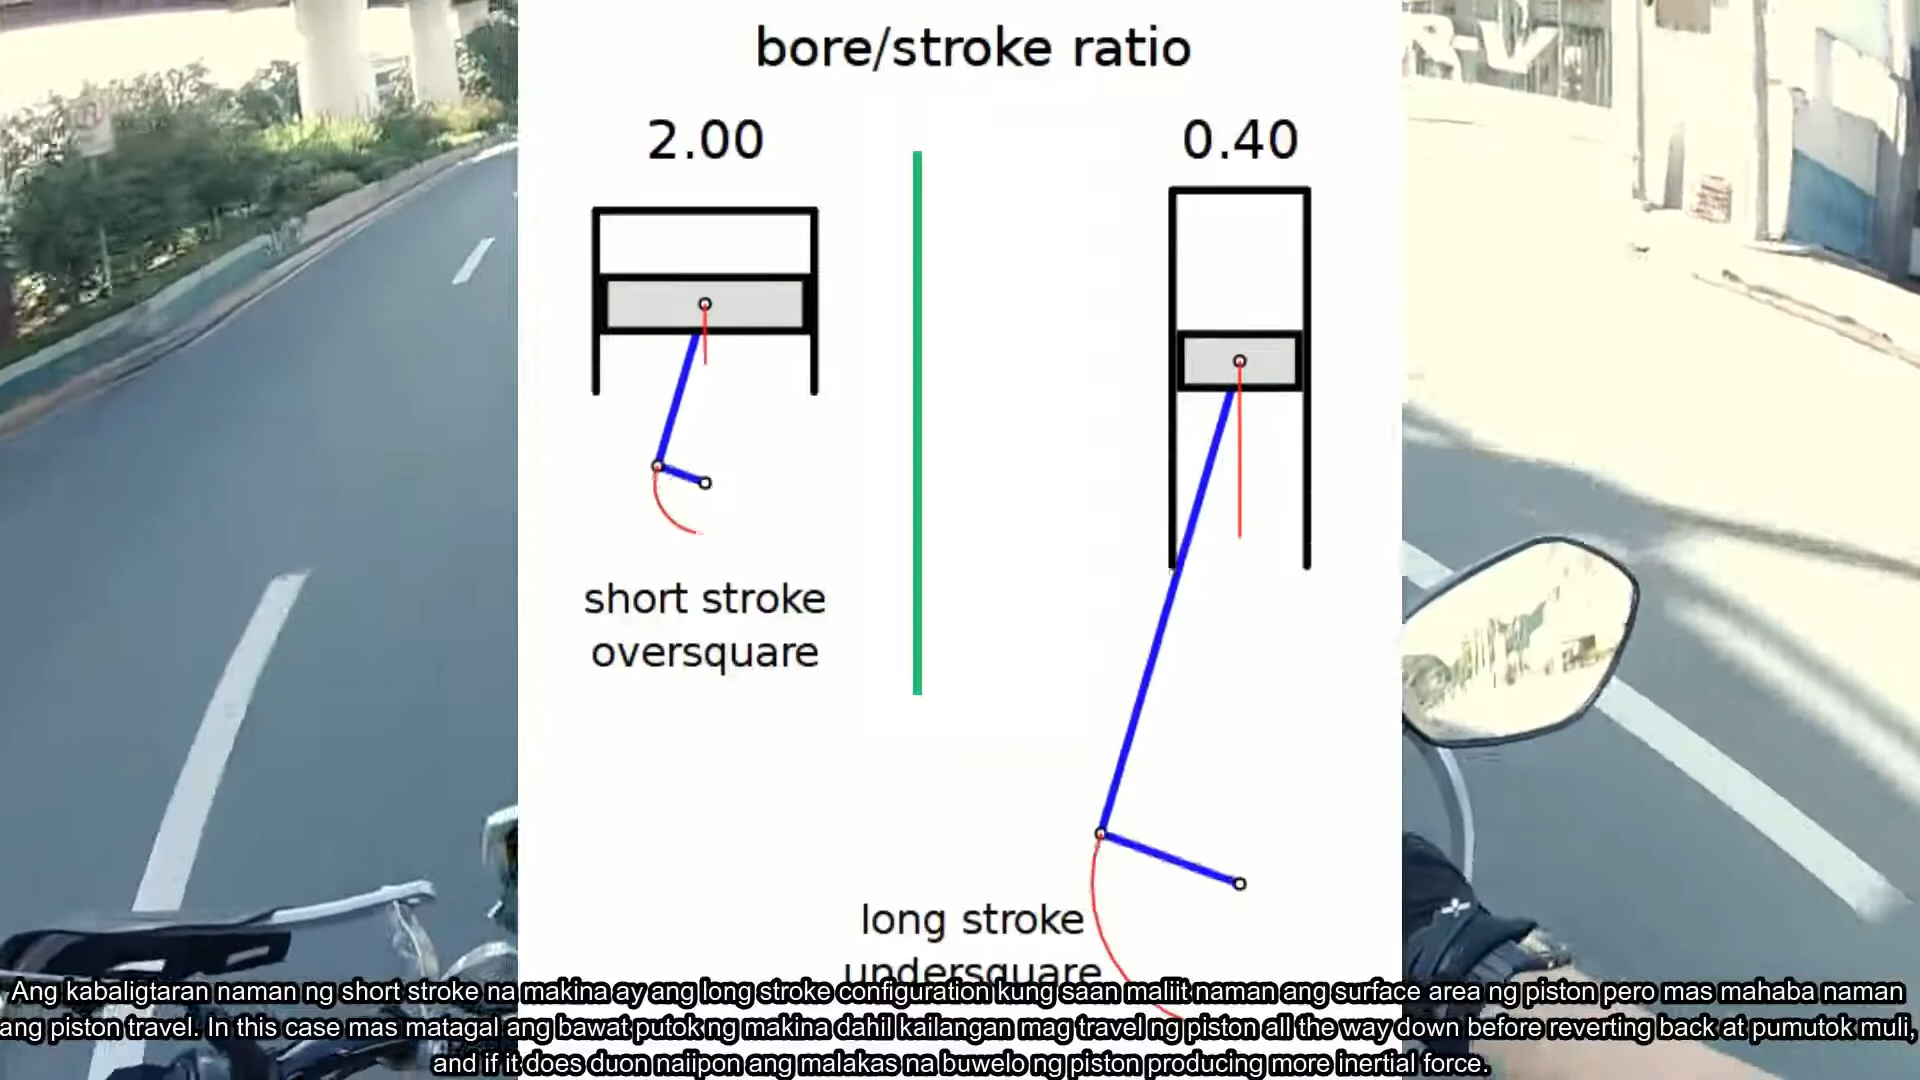 bore/stroke ratio
2.00
0.40
short stroke
oversquare
long stroke
undersquare
R-V
Ang kabaligtaran naman ng short stroke na makina ay ang long stroke configuration kung saan maliit naman ang surface area ng piston pero mas mahaba naman
ang piston travel. In this case mas matagal ang bawat putok ng makina dahil kailangan mag travel ng piston all the way down before reverting back at pumutok muli,
and if it does duon naiipon ang malakas na buwelo ng piston producing more inertial force.